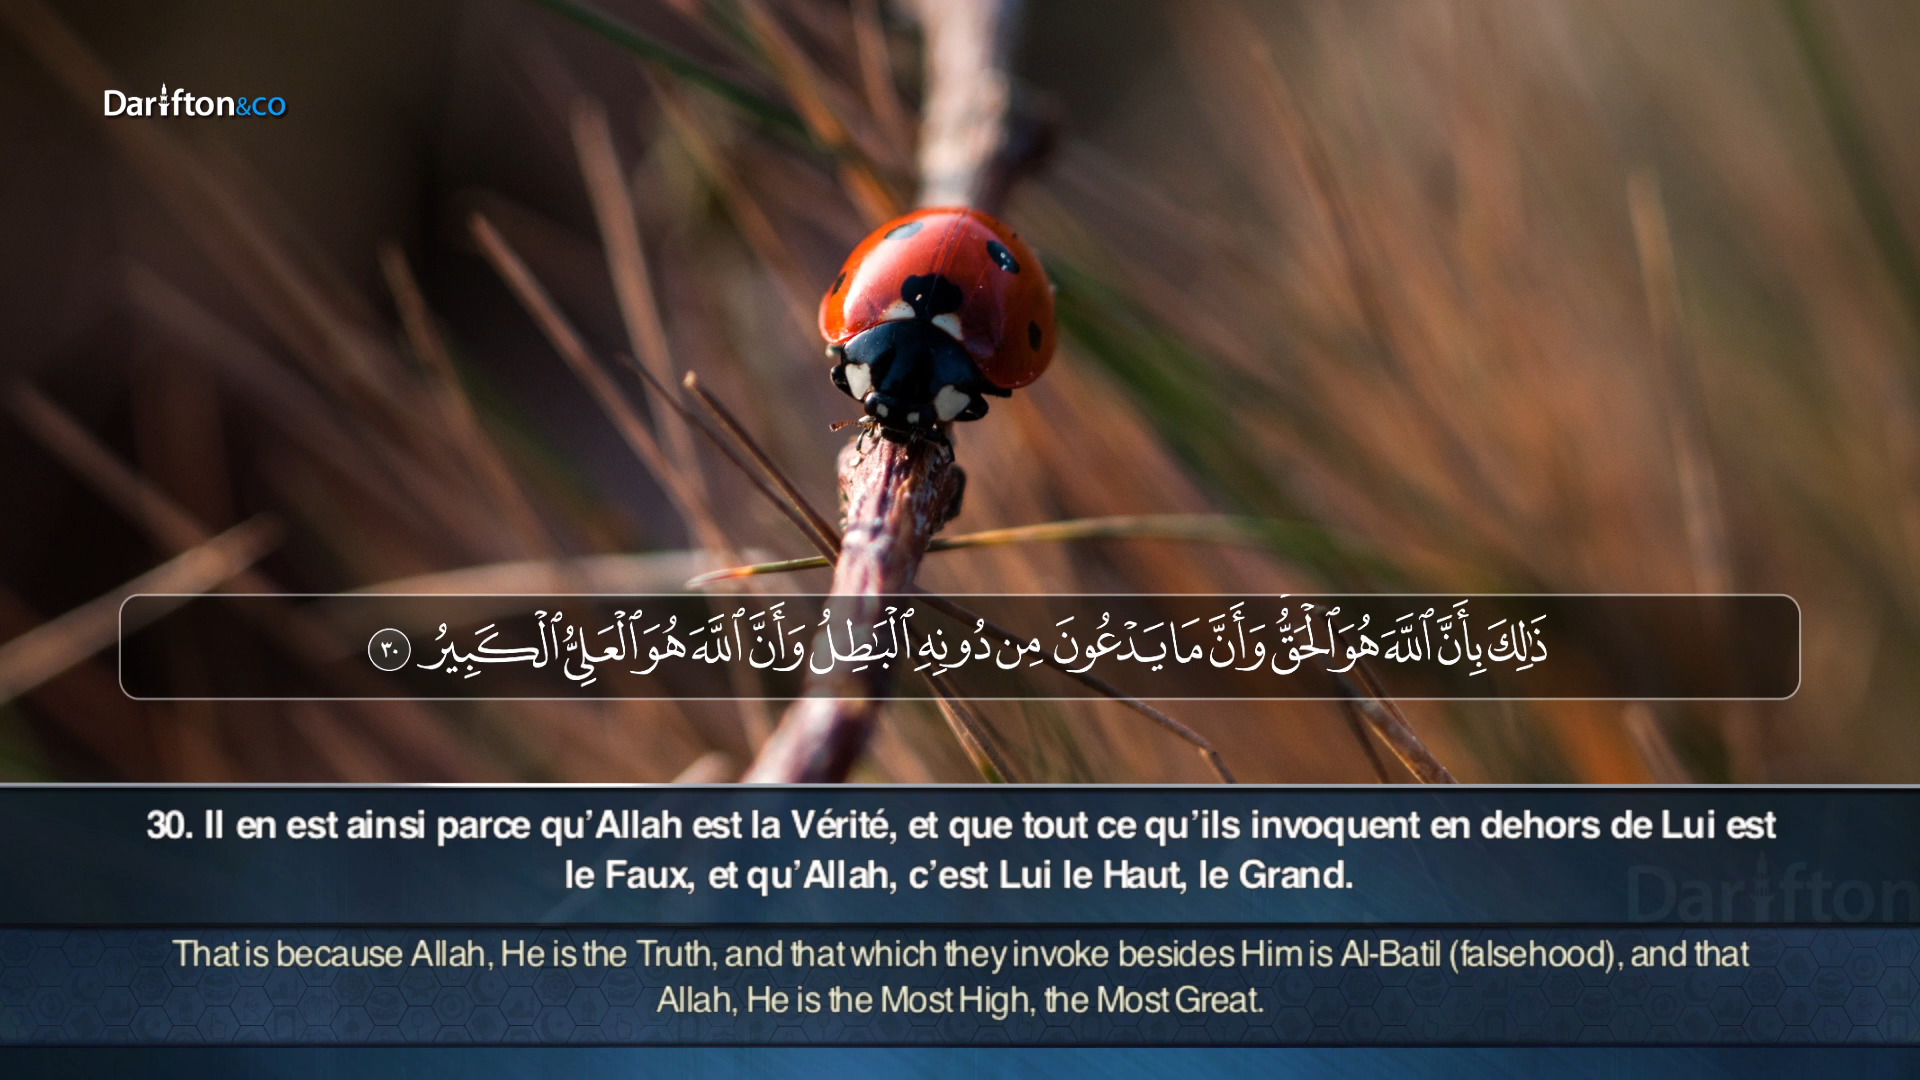 Darifton&co
ذَٰلِكَ بِأَنَّ ٱللَّهَ هُوَ ٱلْحَقُّ وَأَنَّ مَا يَدْعُونَ مِن دُونِهِ ٱلْبَٰطِلُ وَأَنَّ ٱللَّهَ هُوَ ٱلْعَلِىُّ ٱلْكَبِيرُ ٣٠
30. Il en est ainsi parce qu’Allah est la Vérité, et que tout ce qu’ils invoquent en dehors de Lui est
le Faux, et qu’Allah, c’est Lui le Haut, le Grand.
Darifton
That is because Allah, He is the Truth, and that which they invoke besides Him is Al-Batil (falsehood), and that
Allah, He is the Most High, the Most Great.